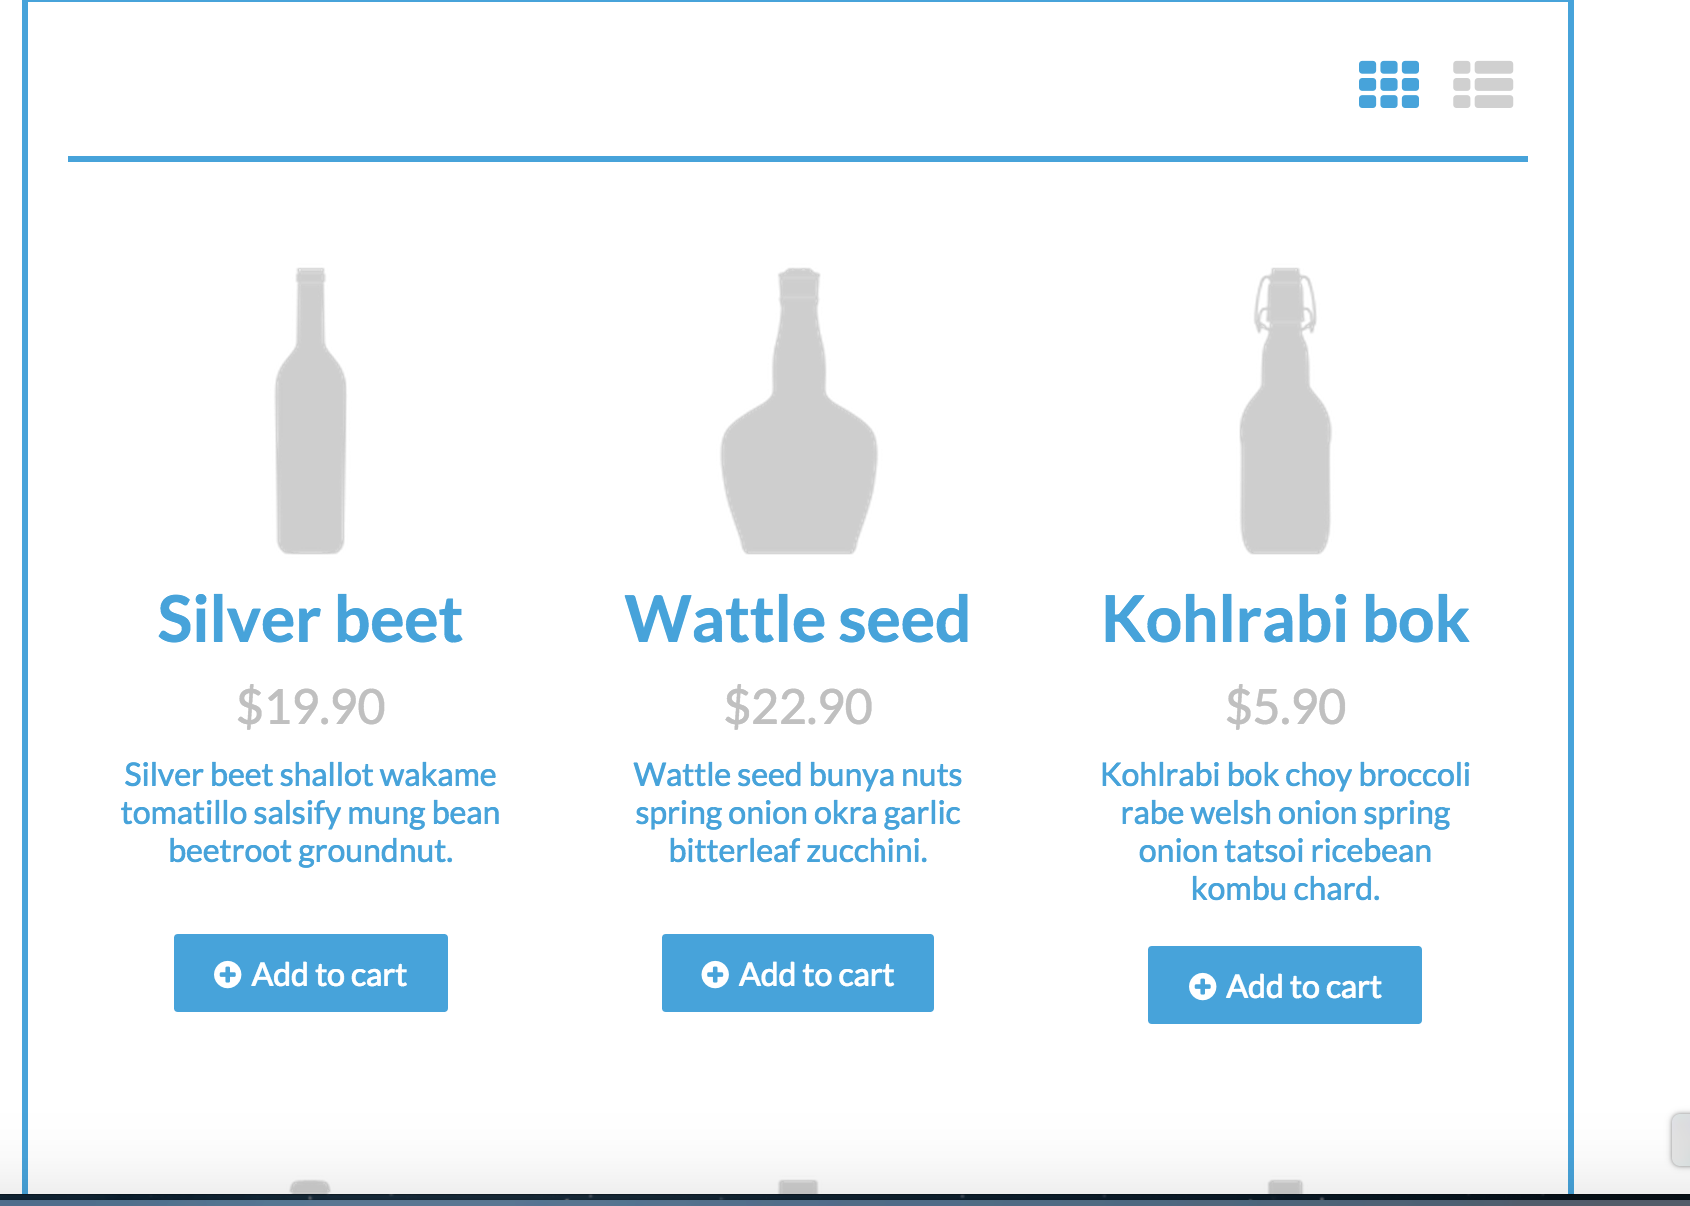 Silver beet
$19.90
Silver beet shallot wakame
tomatillo salsify mung bean
beetroot groundnut.
Add to cart
Wattle seed
$22.90
Wattle seed bunya nuts
spring onion okra garlic
bitterleaf zucchini.
Add to cart
Kohlrabi bok
$5.90
Kohlrabi bok choy broccoli
rabe welsh onion spring
onion tatsoi ricebean
kombu chard.
Add to cart